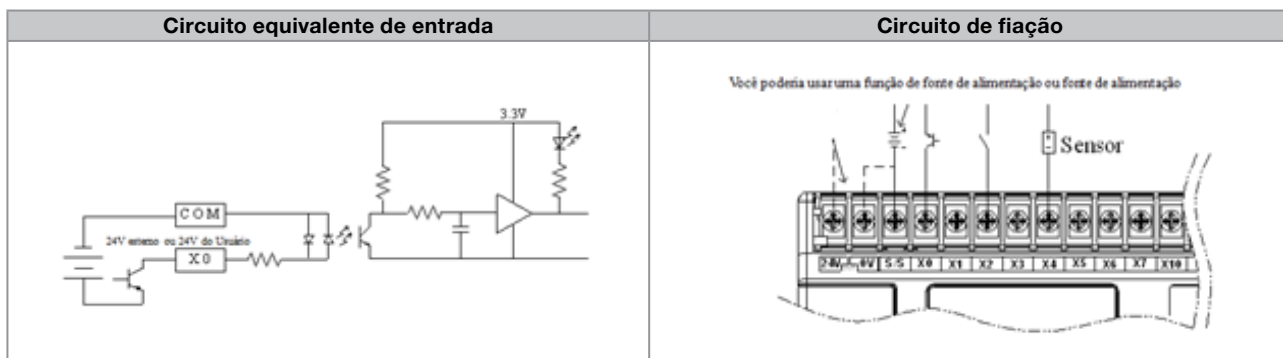 Circuito equivalente de entrada
Circuito de fiação
Você poderia usar uma função de fonte de alimentação ou fonte de alimentação
3.3V
Sensor
COM
24V externo ou 24V do Usuário
X0
24V 0V S/S X0 X1 X2 X3 X4 X5 X6 X7 X10